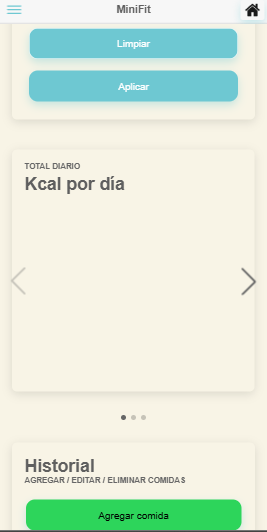 MiniFit
Limpiar
Aplicar
TOTAL DIARIO
Kcal por día
Historial
AGREGAR / EDITAR / ELIMINAR COMIDAS
Agregar comida